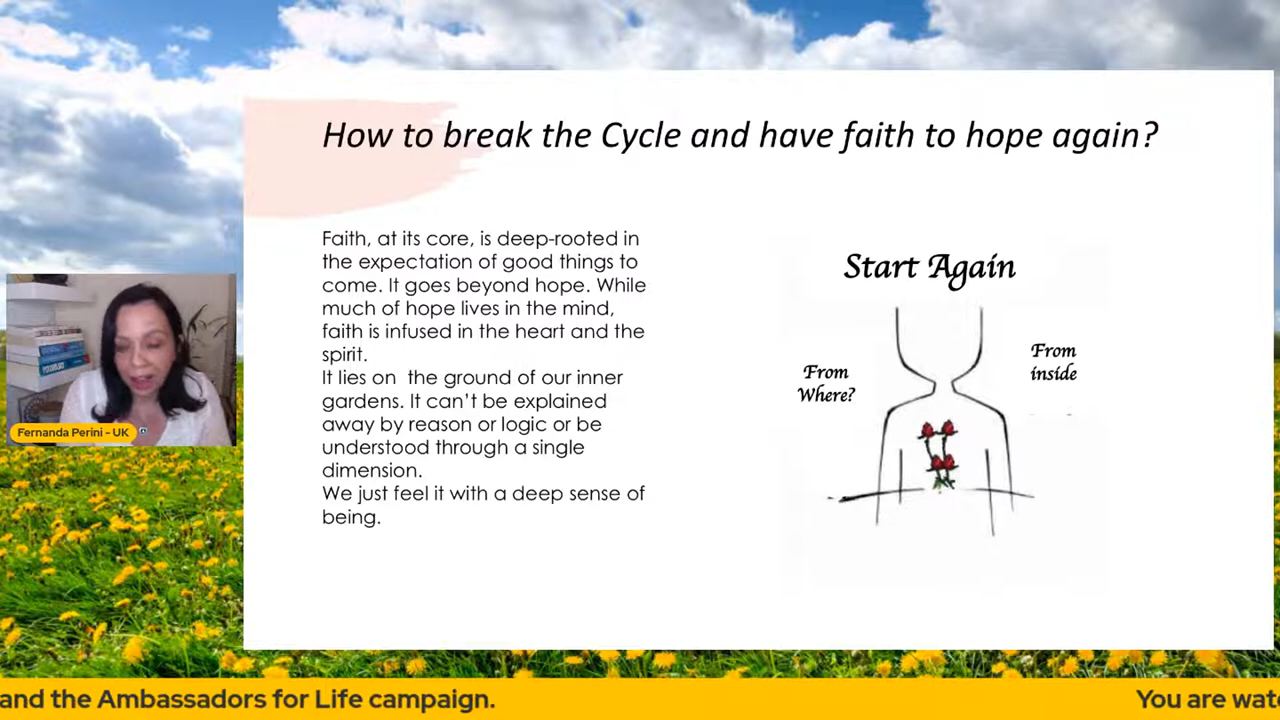 How to break the Cycle and have faith to hope again?
Faith, at its core, is deep-rooted in
the expectation of good things to
come. It goes beyond hope. While
much of hope lives in the mind,
faith is infused in the heart and the
spirit.
It lies on  the ground of our inner
gardens. It can’t be explained
away by reason or logic or be
understood through a single
dimension.
We just feel it with a deep sense of
being.
Start Again
From
Where?
From
inside
Fernanda Perini - UK
and the Ambassadors for Life campaign.
You are wat